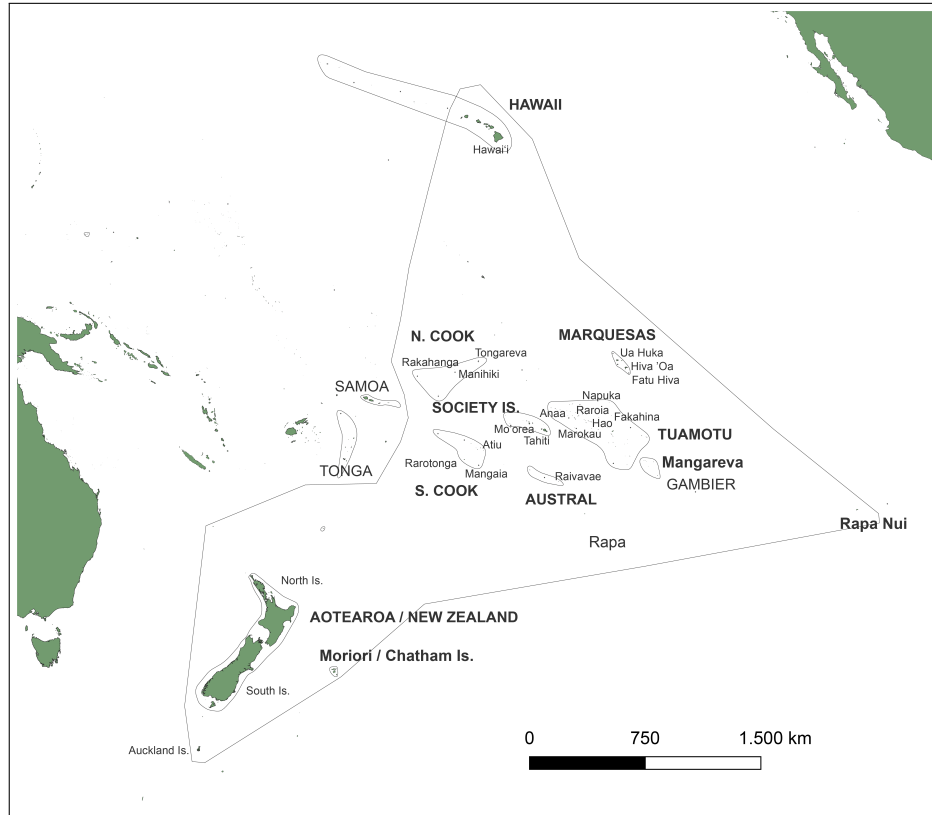 HAWAII
Hawai'i
N. COOK
MARQUESAS
Tongareva
Ua Huka
Rakahanga
Hiva 'Oa
Manihiki
Fatu Hiva
SAMOA
Napuka
SOCIETY IS.
Anaa
Raroia
Fakahina
Hao
Mo'orea
Marokau
TUAMOTU
Tahiti
Atiu
Rarotonga
Mangareva
TONGA
Mangaia
Raivavae
GAMBIER
S. COOK
AUSTRAL
Rapa Nui
Rapa
North Is.
AOTEAROA / NEW ZEALAND
Moriori / Chatham Is.
South Is.
Auckland Is.
0 750 1.500 km